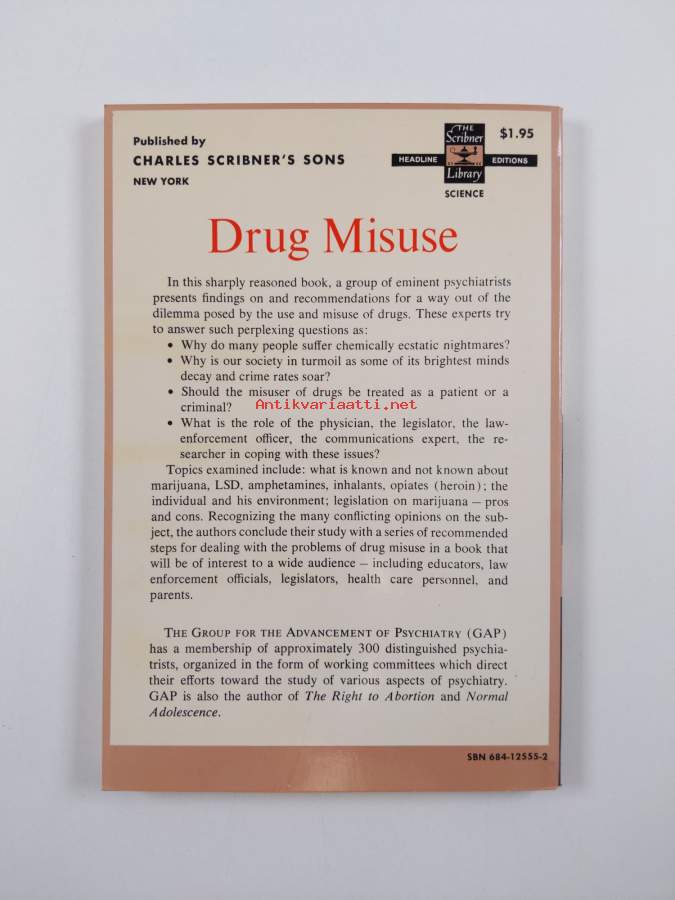 Published by
CHARLES SCRIBNER'S SONS
NEW YORK
THE
Scribner
Library
HEADLINE
EDITIONS
SCIENCE
$1.95
Drug Misuse
In this sharply reasoned book, a group of eminent psychiatrists
presents findings on and recommendations for a way out of the
dilemma posed by the use and misuse of drugs. These experts try
to answer such perplexing questions as:
• Why do many people suffer chemically ecstatic nightmares?
• Why is our society in turmoil as some of its brightest minds
decay and crime rates soar?
• Should the misuser of drugs be treated as a patient or a
criminal?
Antikvariaatti.net
• What is the role of the physician, the legislator, the law-
enforcement officer, the communications expert, the re-
searcher in coping with these issues?
Topics examined include: what is known and not known about
marijuana, LSD, amphetamines, inhalants, opiates (heroin); the
individual and his environment; legislation on marijuana — pros
and cons. Recognizing the many conflicting opinions on the sub-
ject, the authors conclude their study with a series of recommended
steps for dealing with the problems of drug misuse in a book that
will be of interest to a wide audience — including educators, law
enforcement officials, legislators, health care personnel, and
parents.
THE GROUP FOR THE ADVANCEMENT OF PSYCHIATRY (GAP)
has a membership of approximately 300 distinguished psychia-
trists, organized in the form of working committees which direct
their efforts toward the study of various aspects of psychiatry.
GAP is also the author of The Right to Abortion and Normal
Adolescence.
SBN 684-12555-2